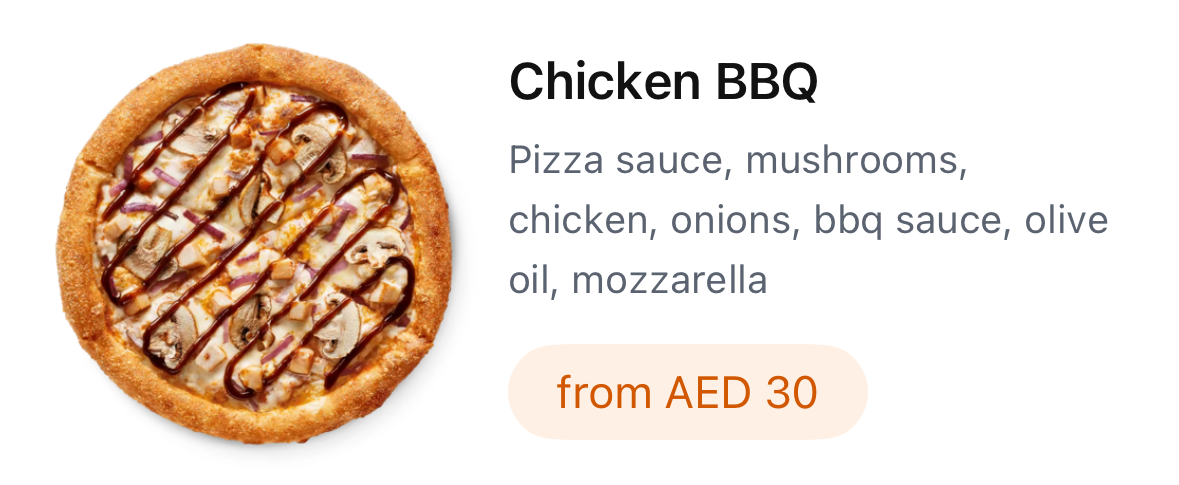 Chicken BBQ
Pizza sauce, mushrooms,
chicken, onions, bbq sauce, olive
oil, mozzarella
from AED 30